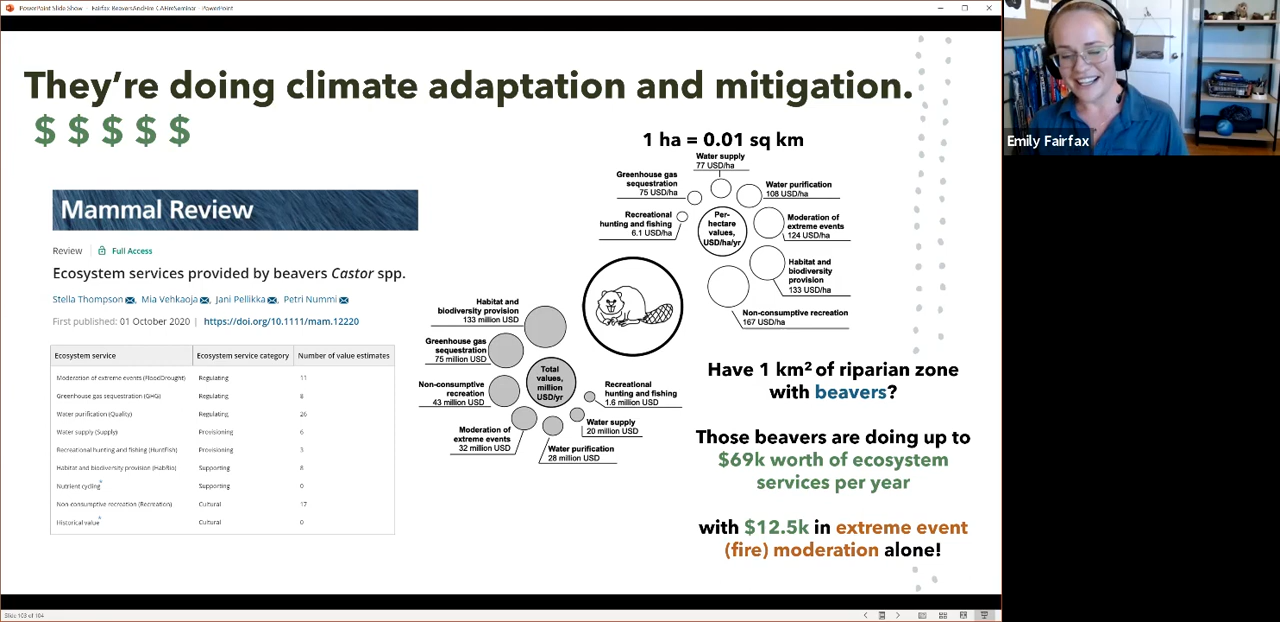 PowerPoint Slide Show - Fairfax BeaversAndFire CAFireSeminar - PowerPoint
They’re doing climate adaptation and mitigation.
$ $ $ $ $
Mammal Review
Review
Full Access
Ecosystem services provided by beavers Castor spp.
Stella Thompson, Mia Vehkaoja, Jani Pellikka, Petri Nummi
First published: 01 October 2020 | https://doi.org/10.1111/mam.12220
Ecosystem service Ecosystem service category Number of value estimates
Moderation of extreme events (FloodDrought) Regulating 11
Greenhouse gas sequestration (GHG) Regulating 8
Water purification (Quality) Regulating 26
Water supply (Supply) Provisioning 6
Recreational hunting and fishing (HuntFish) Provisioning 3
Habitat and biodiversity provision (HabBio) Supporting 8
Nutrient cycling* Supporting 0
Non-consumptive recreation (Recreation) Cultural 17
Historical value* Cultural 0
1 ha = 0.01 sq km
Water supply
77 USD/ha
Greenhouse gas
sequestration
75 USD/ha
Water purification
108 USD/ha
Recreational
hunting and fishing
6.1 USD/ha
Per-
hectare
values,
USD/ha/yr
Moderation of
extreme events
124 USD/ha
Habitat and
biodiversity
provision
133 USD/ha
Non-consumptive recreation
167 USD/ha
Habitat and
biodiversity provision
133 million USD
Greenhouse gas
sequestration
75 million USD
Non-consumptive
recreation
43 million USD
Total
values,
million
USD/yr
Recreational
hunting and fishing
1.6 million USD
Water supply
20 million USD
Moderation of
extreme events
32 million USD
Water purification
28 million USD
Have 1 km² of riparian zone
with beavers?
Those beavers are doing up to
$69k worth of ecosystem
services per year
with $12.5k in extreme event
(fire) moderation alone!
Slide 103 of 104
Emily Fairfax